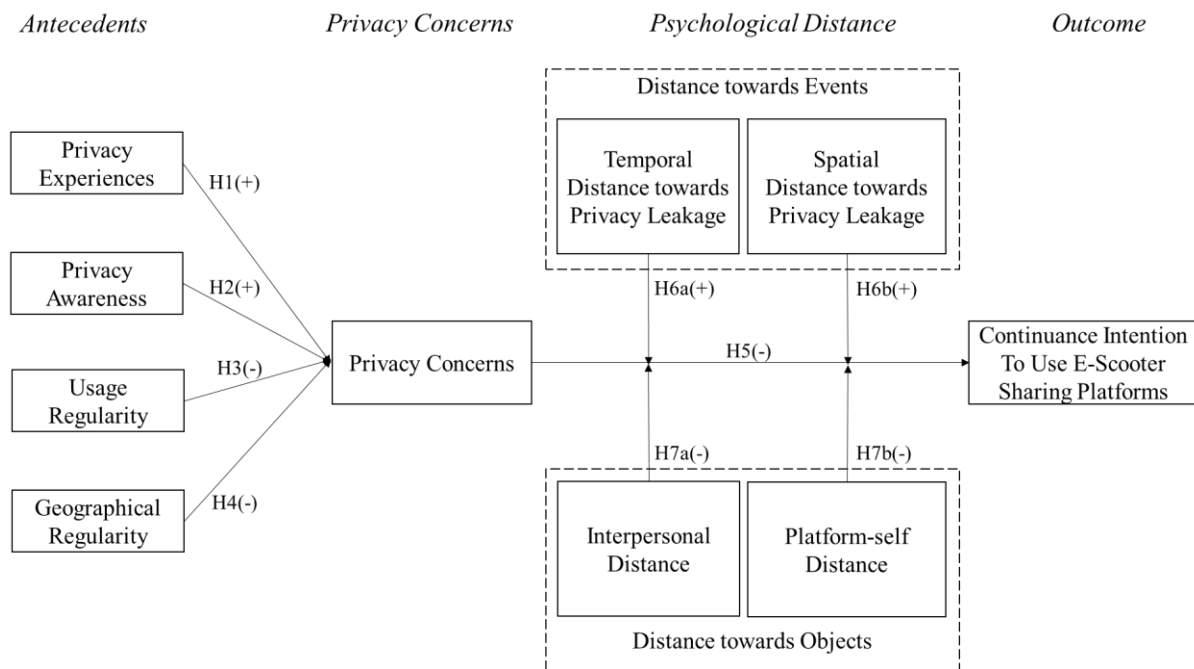 Antecedents
Privacy Concerns
Psychological Distance
Outcome
Distance towards Events
Privacy
Experiences
H1(+)
Temporal
Distance towards
Privacy Leakage
Spatial
Distance towards
Privacy Leakage
Privacy
Awareness
H2(+)
H6a(+)
H6b(+)
Privacy Concerns
H5(-)
Continuance Intention
To Use E-Scooter
Sharing Platforms
H3(-)
Usage
Regularity
H7a(-)
H7b(-)
H4(-)
Geographical
Regularity
Interpersonal
Distance
Platform-self
Distance
Distance towards Objects